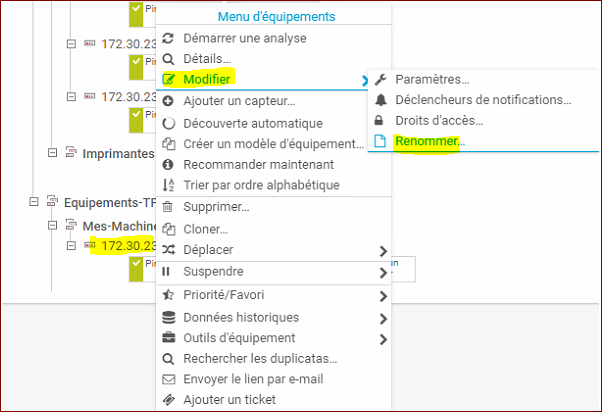 Menu d'équipements
Pi
172.30.23
Démarrer une analyse
Détails...
Pi
Modifier
Paramètres...
172.30.23
Ajouter un capteur...
Déclencheurs de notifications...
Pi
Découverte automatique
Droits d'accès...
Créer un modèle d'équipement...
Renommer...
Imprimantes
Recommander maintenant
Trier par ordre alphabétique
Equipements-TP
Supprimer...
Mes-Machine
Cloner...
172.30.23
Déplacer
Pi
Suspendre
Priorité/Favori
Données historiques
Outils d'équipement
Rechercher les duplicatas...
Envoyer le lien par e-mail
Ajouter un ticket